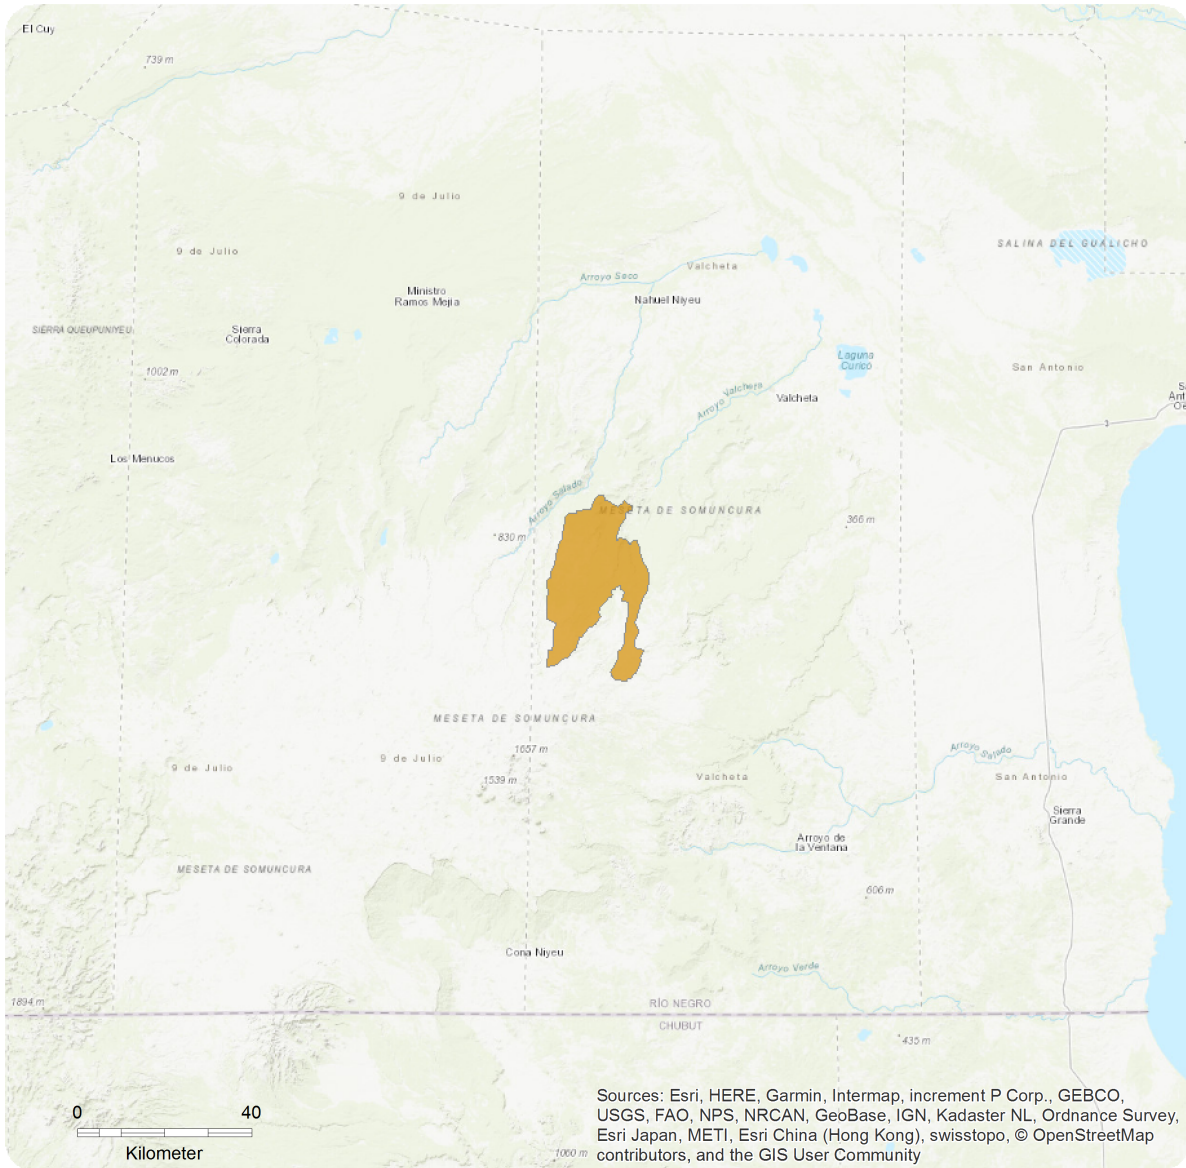 El Cuy
739 m
9 de Julio
9 de Julio
SALINA DEL GUALICHO
Valcheta
Arroyo Seco
Ministro
Ramos Mejia
Nahuel Niyeu
SIERRA QUEUPUNIYEU
Sierra
Colorada
Laguna
Curicó
1002 m
San Antonio
Arroyo Valcheta
Valcheta
S
Ant
Oe
3
Los Menucos
Arroyo Salado
MESETA DE SOMUNCURA
830 m
366 m
MESETA DE SOMUNCURA
1657 m
9 de Julio
9 de Julio
1539 m
Valcheta
Arroyo Salado
San Antonio
Sierra
Grande
Arroyo de
la Ventana
MESETA DE SOMUNCURA
606 m
Cona Niyeu
Arroyo Verde
1894 m
RÍO NEGRO
CHUBUT
435 m
0 40
Kilometer
1060 m
Sources: Esri, HERE, Garmin, Intermap, increment P Corp., GEBCO,
USGS, FAO, NPS, NRCAN, GeoBase, IGN, Kadaster NL, Ordnance Survey,
Esri Japan, METI, Esri China (Hong Kong), swisstopo, © OpenStreetMap
contributors, and the GIS User Community